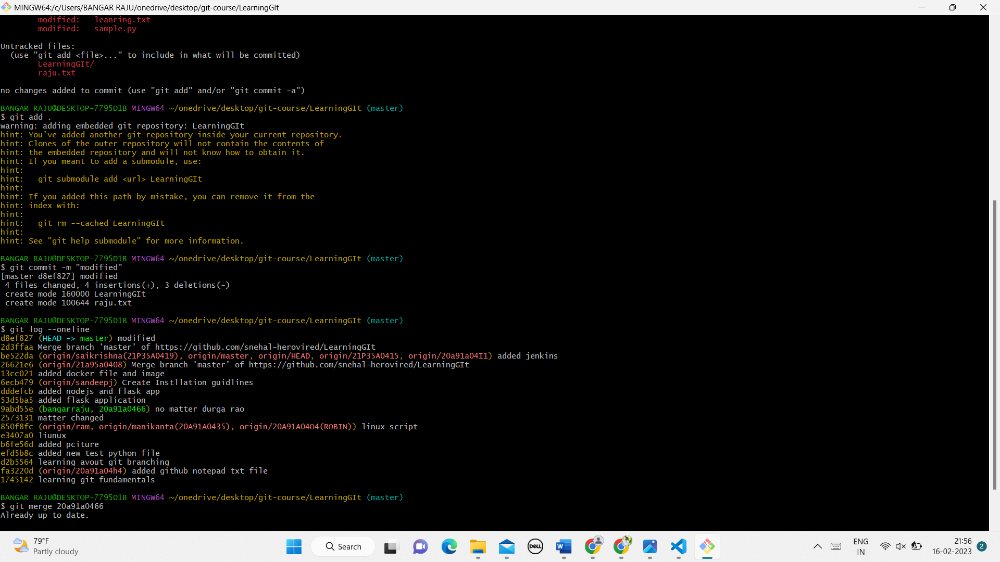 MINGW64:/c/Users/BANGAR RAJU/onedrive/desktop/git-course/LearningGIt
modified:   leanring.txt
modified:   sample.py
Untracked files:
(use "git add <file>..." to include in what will be committed)
LearningGIt/
raju.txt
no changes added to commit (use "git add" and/or "git commit -a")
BANGAR RAJU@DESKTOP-7795D1B MINGW64 ~/onedrive/desktop/git-course/LearningGIt (master)
$ git add .
warning: adding embedded git repository: LearningGIt
hint: You've added another git repository inside your current repository.
hint: Clones of the outer repository will not contain the contents of
hint: the embedded repository and will not know how to obtain it.
hint: If you meant to add a submodule, use:
hint:
hint:   git submodule add <url> LearningGIt
hint:
hint: If you added this path by mistake, you can remove it from the
hint: index with:
hint:
hint:   git rm --cached LearningGIt
hint:
hint: See "git help submodule" for more information.
BANGAR RAJU@DESKTOP-7795D1B MINGW64 ~/onedrive/desktop/git-course/LearningGIt (master)
$ git commit -m "modified"
[master d8ef827] modified
4 files changed, 4 insertions(+), 3 deletions(-)
create mode 160000 LearningGIt
create mode 100644 raju.txt
BANGAR RAJU@DESKTOP-7795D1B MINGW64 ~/onedrive/desktop/git-course/LearningGIt (master)
$ git log --oneline
d8ef827 (HEAD -> master) modified
2d3ffaa Merge branch 'master' of https://github.com/snehal-herovired/LearningGIt
be522da (origin/saikrishna(21P35A0419), origin/master, origin/HEAD, origin/21P35A0415, origin/20a91a04I1) added jenkins
26621e6 (origin/21a95a0408) Merge branch 'master' of https://github.com/snehal-herovired/LearningGIt
13cc021 added docker file and image
6ecb479 (origin/sandeepj) Create Instllation guidlines
dddefcb added nodejs and flask app
53d5ba5 added flask application
9abd55e (bangarraju, 20a91a0466) no matter durga rao
2573131 matter changed
850f8fc (origin/ram, origin/manikanta(20A91A0435), origin/20A91A04O4(ROBIN)) linux script
e3407a0 liunux
b6fe56d added pciture
efd5b8c added new test python file
d2b5564 learning avout git branching
fa3220d (origin/20a91a04h4) added github notepad txt file
1745142 learning git fundamentals
BANGAR RAJU@DESKTOP-7795D1B MINGW64 ~/onedrive/desktop/git-course/LearningGIt (master)
$ git merge 20a91a0466
Already up to date.
79°F
Partly cloudy
Search
DELL
W
ENG
IN
21:56
16-02-2023
2